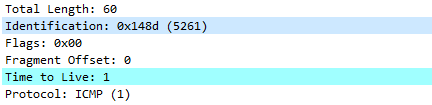 Total Length: 60
Identification: 0x148d (5261)
Flags: 0x00
Fragment Offset: 0
Time to Live: 1
Protocol: ICMP (1)